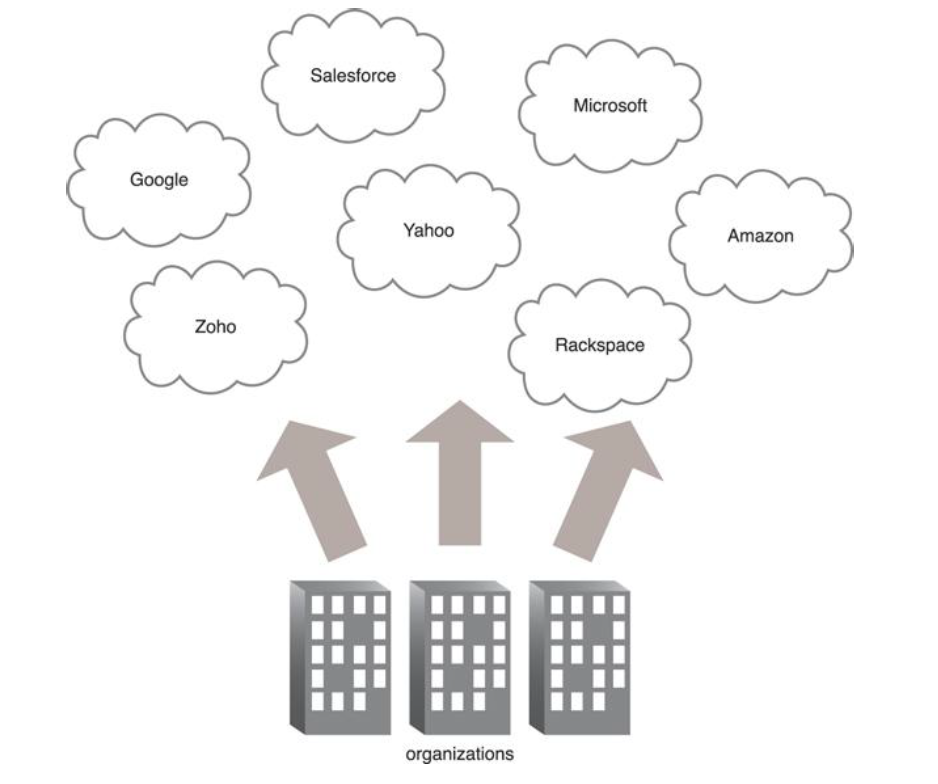 Salesforce
Microsoft
Google
Yahoo
Amazon
Zoho
Rackspace
organizations